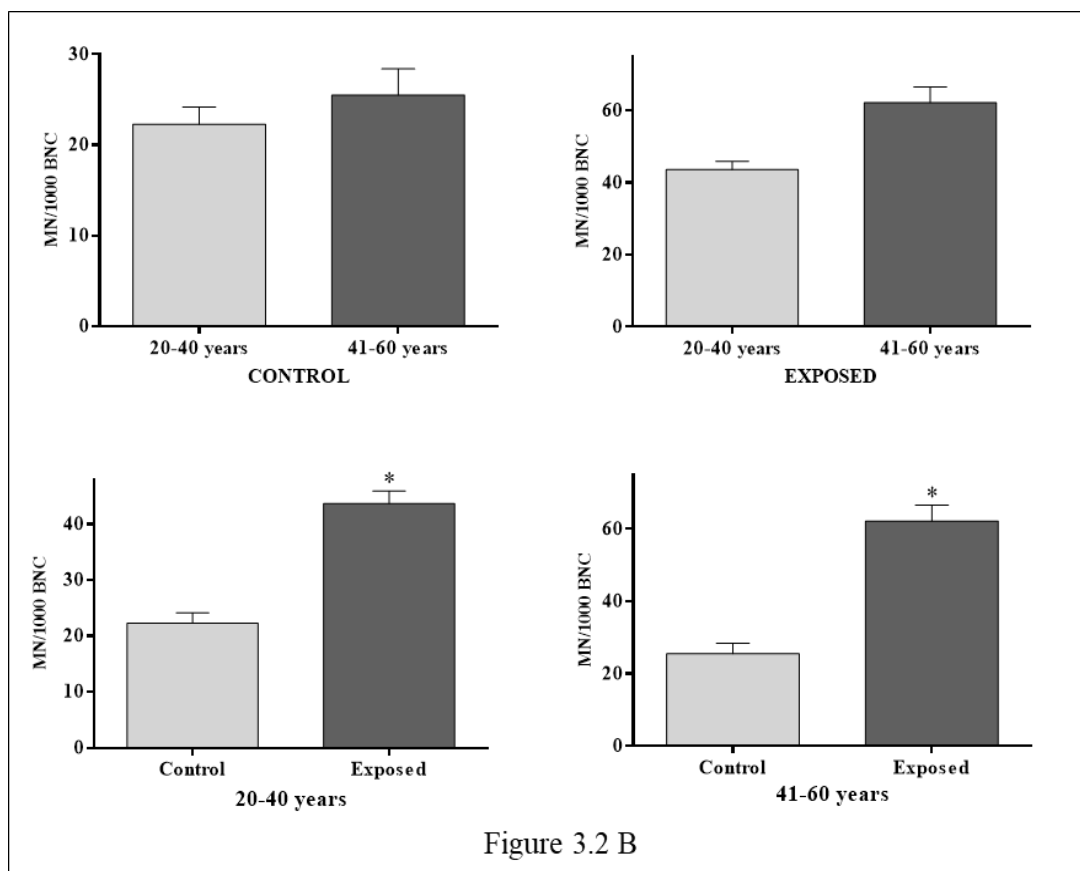 MN/1000 BNC
30
20
10
0
20-40 years 41-60 years
CONTROL
MN/1000 BNC
60
40
20
0
20-40 years 41-60 years
EXPOSED
MN/1000 BNC
40
30
20
10
0
*
Control Exposed
20-40 years
MN/1000 BNC
60
40
20
0
*
Control Exposed
41-60 years
Figure 3.2 B